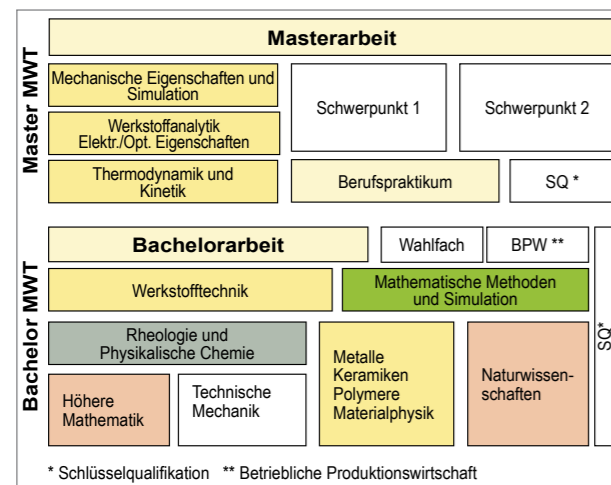 Master MWT
Masterarbeit
Mechanische Eigenschaften und
Simulation
Werkstoffanalytik
Elektr./Opt. Eigenschaften
Thermodynamik und
Kinetik
Schwerpunkt 1
Schwerpunkt 2
Berufspraktikum
SQ *
Bachelor MWT
Bachelorarbeit
Wahlfach
BPW **
Werkstofftechnik
Mathematische Methoden
und Simulation
Rheologie und
Physikalische Chemie
Höhere
Mathematik
Technische
Mechanik
Metalle
Keramiken
Polymere
Materialphysik
Naturwissen-
schaften
SQ*
* Schlüsselqualifikation ** Betriebliche Produktionswirtschaft